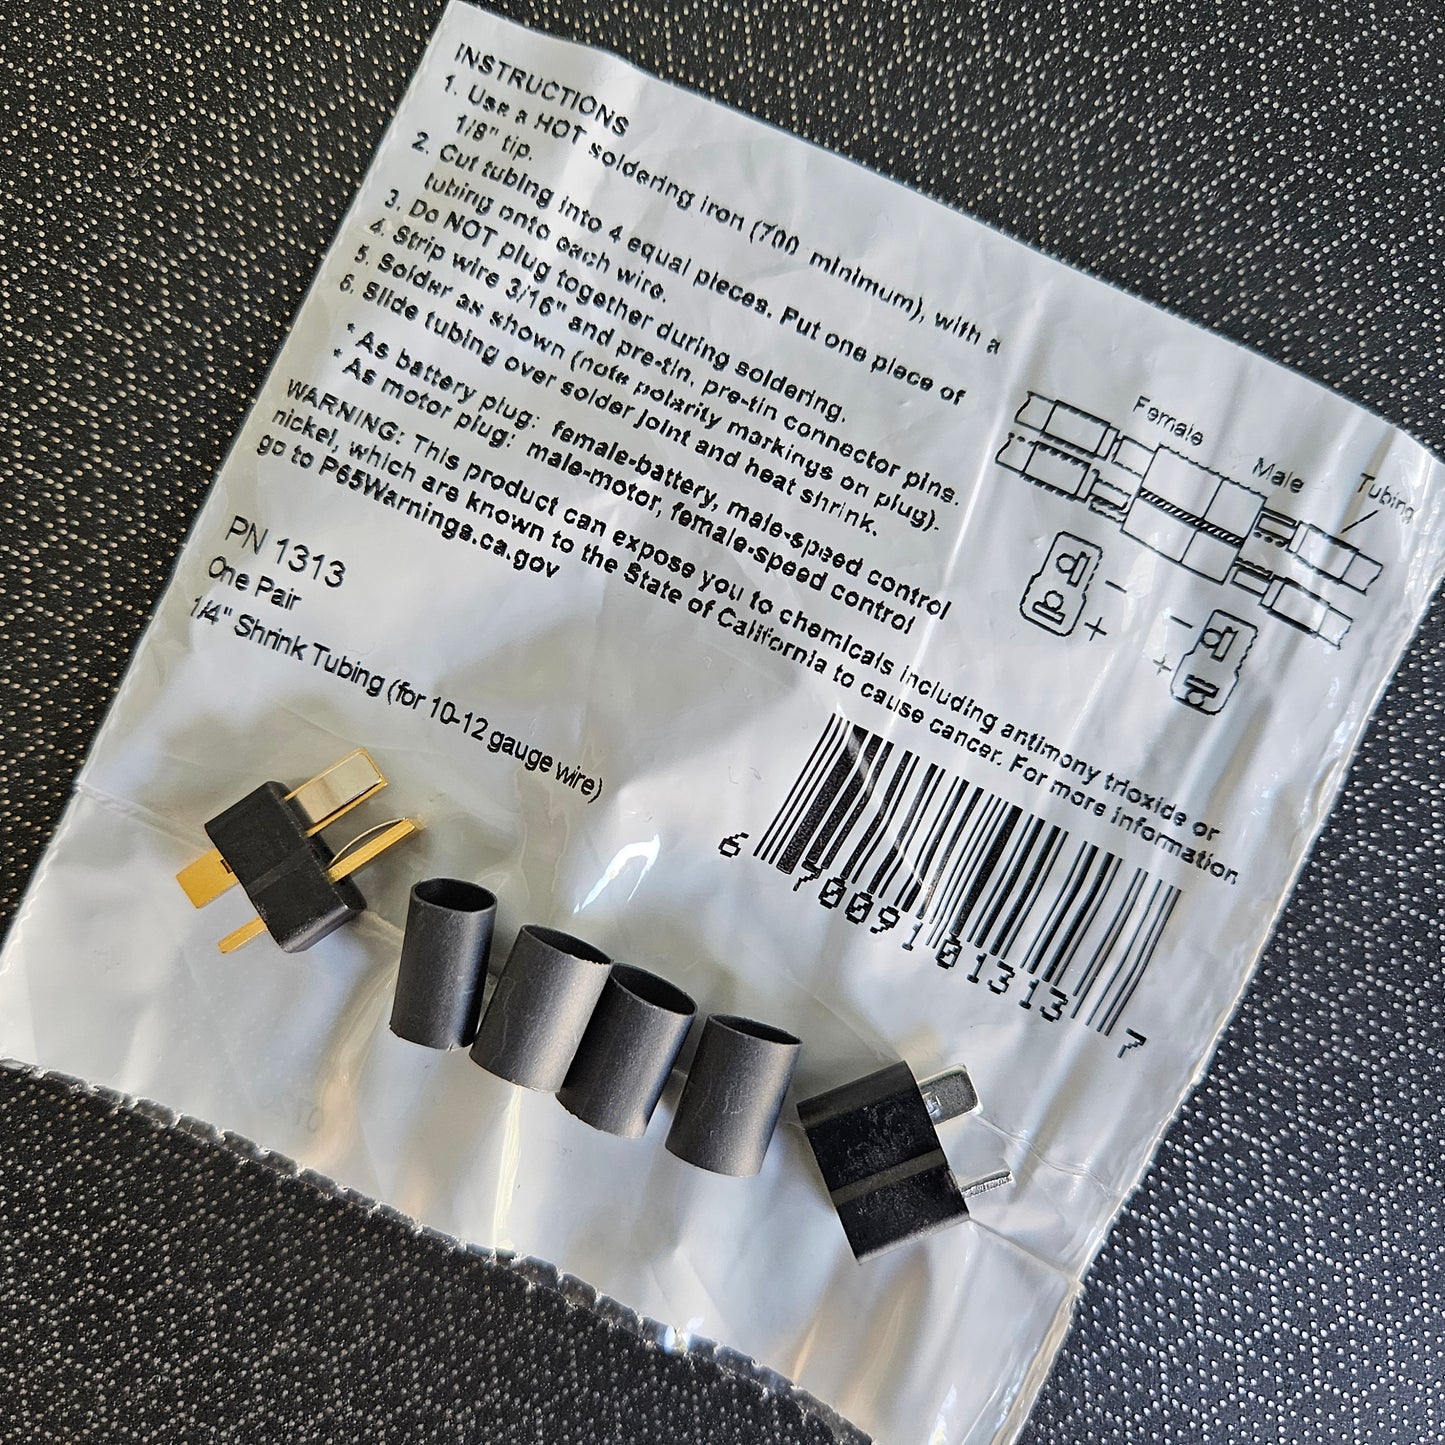 INSTRUCTIONS
1. Use a HOT soldering iron (700 minimum), with a
1/8" tip.
2. Cut tubing into 4 equal pieces. Put one piece of
tubing onto each wire.
3. Do NOT plug together during soldering.
4. Strip wire 3/16" and pre-tin, pre-tin connector pins.
5. Solder as shown (note polarity markings on plug).
6. Slide tubing over solder joint and heat shrink.
* As battery plug: female-battery, male-speed control
* As motor plug: male-motor, female-speed control
WARNING: This product can expose you to chemicals including antimony trioxide or
nickel, which are known to the State of California to cause cancer. For more information
go to P65Warnings.ca.gov
PN 1313
One Pair
1/4" Shrink Tubing (for 10-12 gauge wire)
Female
Male
Tubing
−
+
−
+
6 70091 01313 7